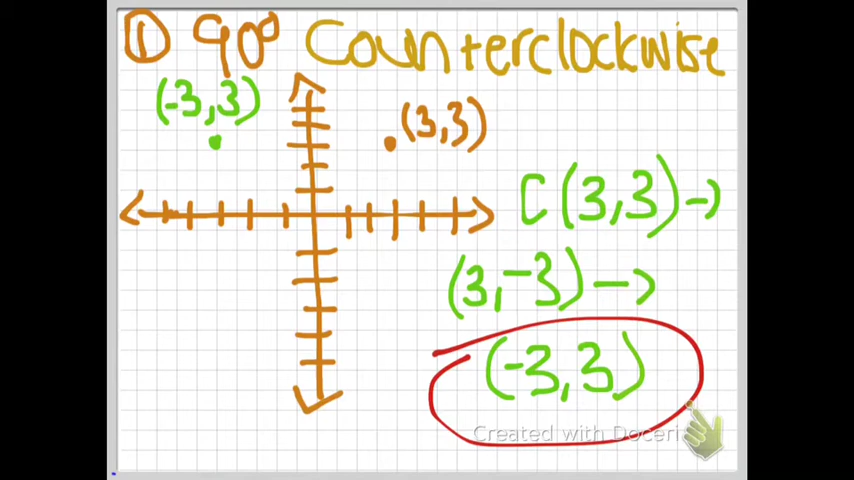 ① 90° Counterclockwise
(-3,3)
(3,3)
C (3,3) →
(3,-3) →
(-3,3)
Created with Doceri